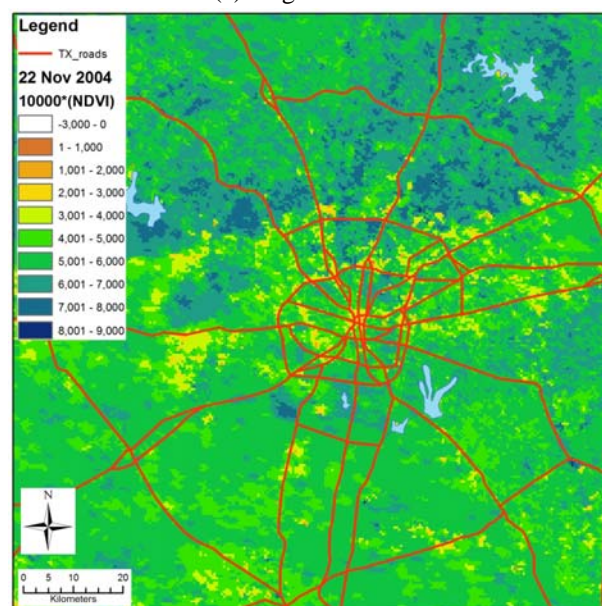 Legend
TX_roads
22 Nov 2004
10000*(NDVI)
-3,000 - 0
1 - 1,000
1,001 - 2,000
2,001 - 3,000
3,001 - 4,000
4,001 - 5,000
5,001 - 6,000
6,001 - 7,000
7,001 - 8,000
8,001 - 9,000
N
0 5 10 20
Kilometers